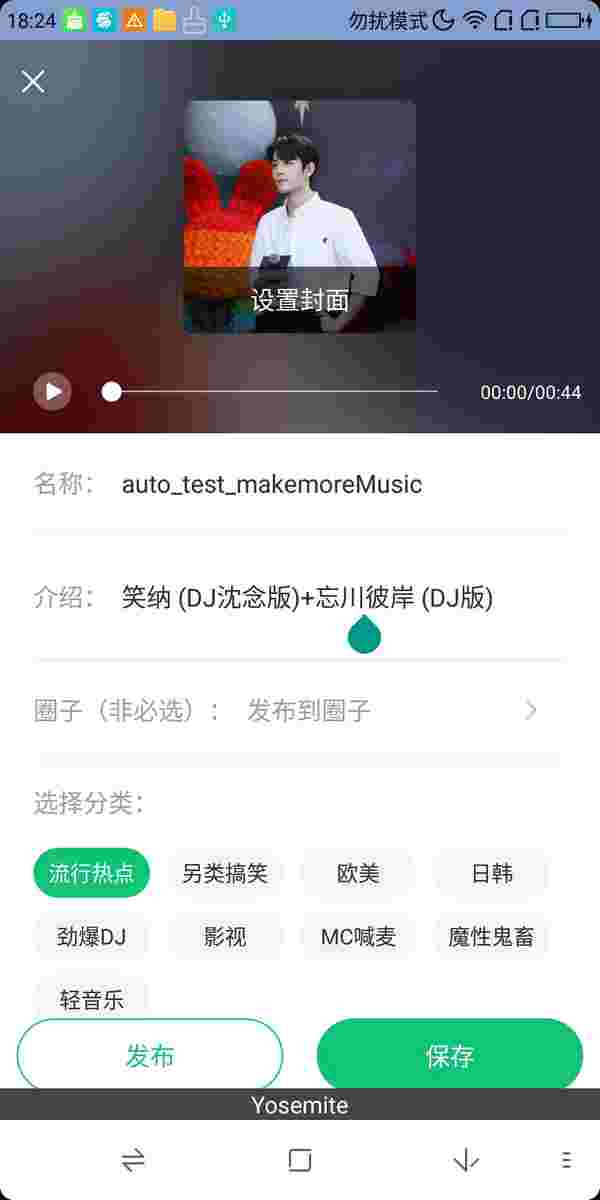 18:24 勿扰模式
设置封面
00:00/00:44
名称： auto_test_makemoreMusic
介绍： 笑纳 (DJ沈念版)+忘川彼岸 (DJ版)
圈子（非必选）： 发布到圈子
选择分类：
流行热点 另类搞笑 欧美 日韩
劲爆DJ 影视 MC喊麦 魔性鬼畜
轻音乐
发布 保存
Yosemite